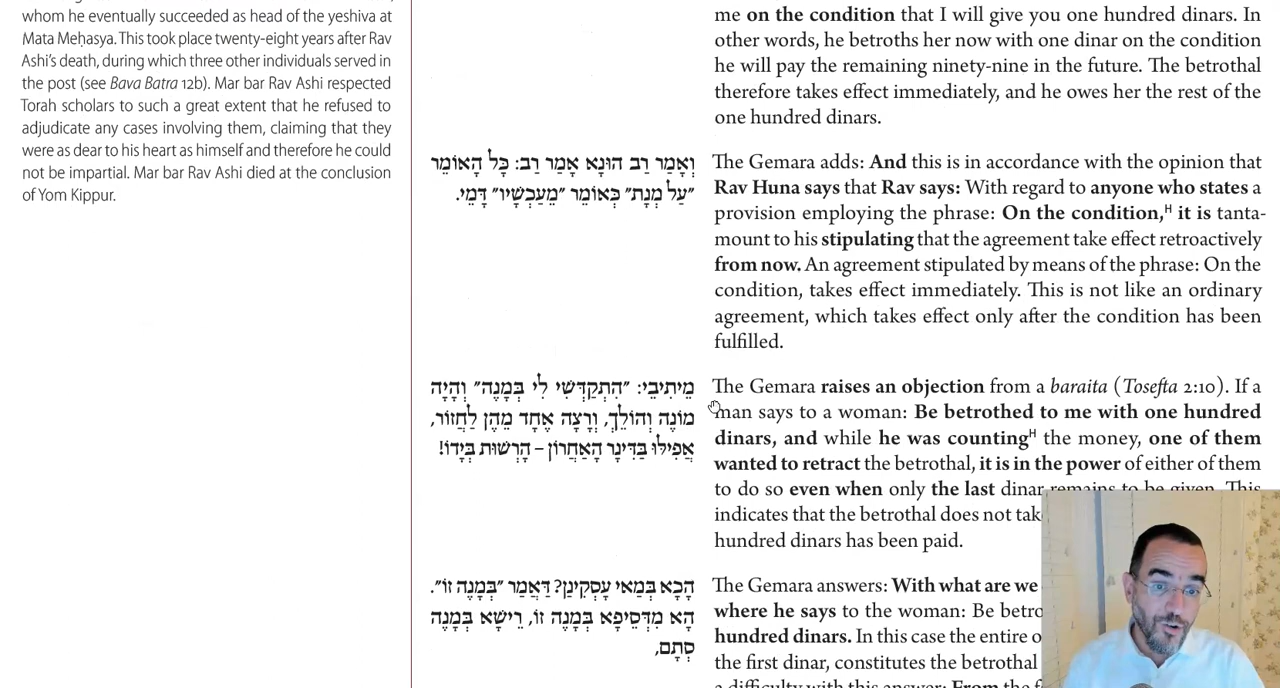 whom he eventually succeeded as head of the yeshiva at
Mata Meḥasya. This took place twenty-eight years after Rav
Ashi's death, during which three other individuals served in
the post (see Bava Batra 12b). Mar bar Rav Ashi respected
Torah scholars to such a great extent that he refused to
adjudicate any cases involving them, claiming that they
were as dear to his heart as himself and therefore he could
not be impartial. Mar bar Rav Ashi died at the conclusion
of Yom Kippur.
וְאָמַר רַב הוּנָא אָמַר רַב: כׇּל הָאוֹמֵר
״עַל מְנָת״ כְּאוֹמֵר ״מֵעַכְשָׁיו״ דָּמֵי.
מֵיתִיבֵי: ״הִתְקַדְּשִׁי לִי בְּמָנֶה״ וְהָיָה
מוֹנֶה וְהוֹלֵךְ, וְרָצָה אֶחָד מֵהֶן לַחֲזוֹר,
אֲפִילּוּ בַּדִּינָר הָאַחֲרוֹן – הָרְשׁוּת בְּיָדוֹ!
הָכָא בְּמַאי עָסְקִינַן? דַּאֲמַר ״בְּמָנֶה זוֹ״.
הָא מִדְּסֵיפָא בְּמָנֶה זוֹ, רֵישָׁא בְּמָנֶה
סְתָם,
me on the condition that I will give you one hundred dinars. In
other words, he betroths her now with one dinar on the condition
he will pay the remaining ninety-nine in the future. The betrothal
therefore takes effect immediately, and he owes her the rest of the
one hundred dinars.
The Gemara adds: And this is in accordance with the opinion that
Rav Huna says that Rav says: With regard to anyone who states a
provision employing the phrase: On the condition,ᴴ it is tanta-
mount to his stipulating that the agreement take effect retroactively
from now. An agreement stipulated by means of the phrase: On the
condition, takes effect immediately. This is not like an ordinary
agreement, which takes effect only after the condition has been
fulfilled.
The Gemara raises an objection from a baraita (Tosefta 2:10). If a
man says to a woman: Be betrothed to me with one hundred
dinars, and while he was countingᴴ the money, one of them
wanted to retract the betrothal, it is in the power of either of them
to do so even when only the last dinar remains to be given. This
indicates that the betrothal does not
hundred dinars has been paid.
The Gemara answers: With what are we
where he says to the woman: Be
hundred dinars. In this case the entire
the first dinar, constitutes the betrothal
a difficulty with this answer: From the